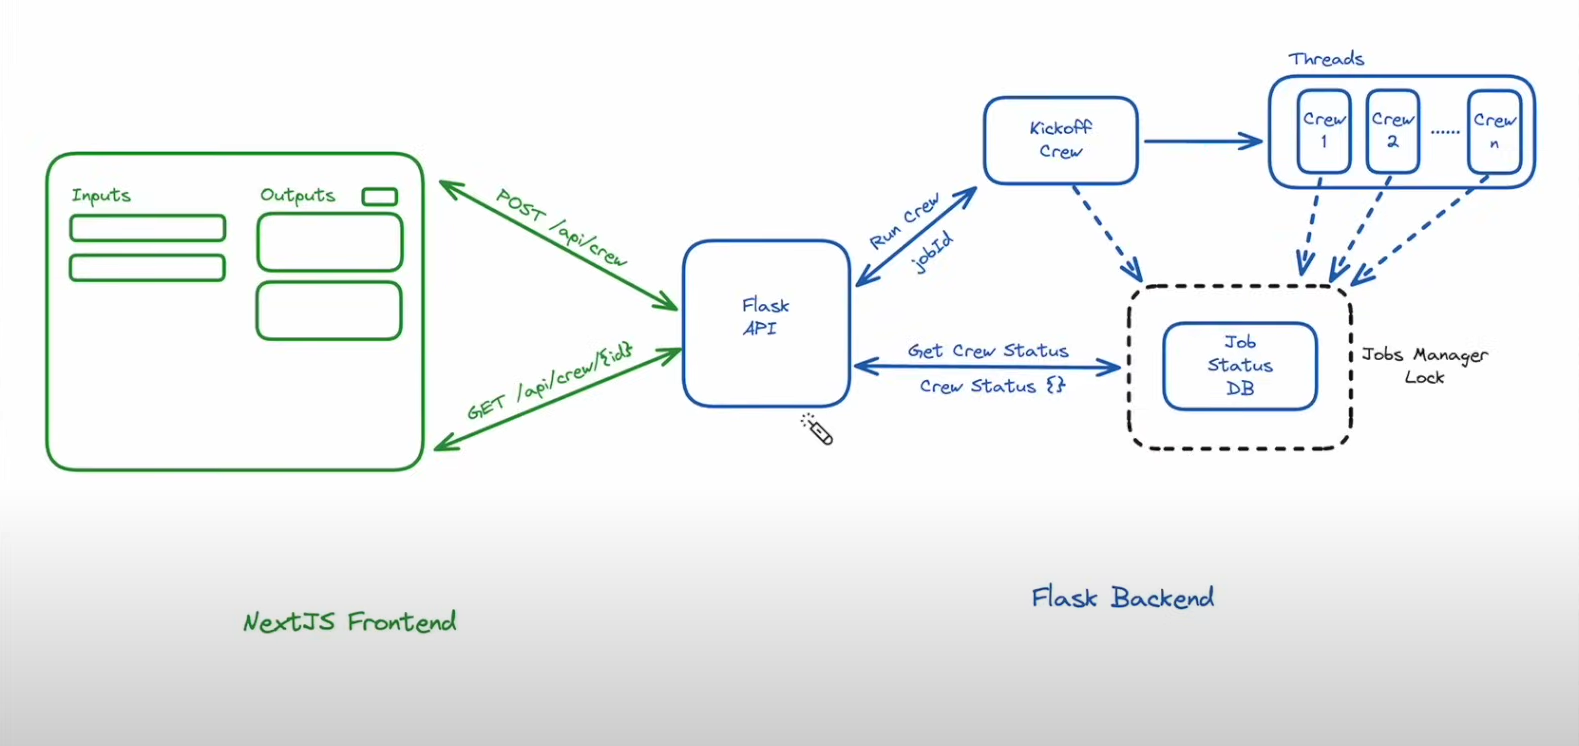 Inputs
Outputs
POST /api/crew
GET /api/crew/{id}
Flask
API
Run Crew
jobId
Kickoff
Crew
Threads
Crew
1
Crew
2
......
Crew
n
Get Crew Status
Crew Status {}
Job
Status
DB
Jobs Manager
Lock
NextJS Frontend
Flask Backend